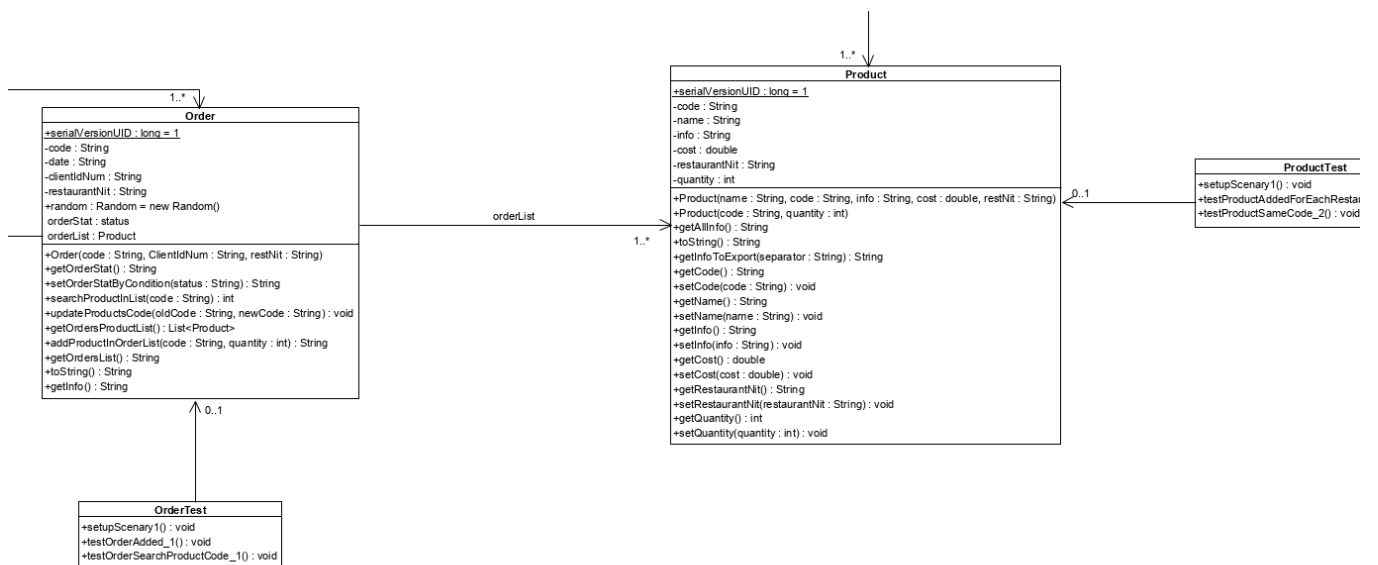 1..*
Order
+serialVersionUID : long = 1
-code : String
-date : String
-clientIdNum : String
-restaurantNit : String
+random : Random = new Random()
orderStat : status
orderList : Product
+Order(code : String, ClientIdNum : String, restNit : String)
+getOrderStat() : String
+setOrderStatByCondition(status : String) : String
+searchProductInList(code : String) : int
+updateProductsCode(oldCode : String, newCode : String) : void
+getOrdersProductList() : List<Product>
+addProductInOrderList(code : String, quantity : int) : String
+getOrdersList() : String
+toString() : String
+getInfo() : String
0..1
OrderTest
+setupScenary1() : void
+testOrderAdded_1() : void
+testOrderSearchProductCode_1() : void
orderList
1..*
1..*
Product
+serialVersionUID : long = 1
-code : String
-name : String
-info : String
-cost : double
-restaurantNit : String
-quantity : int
+Product(name : String, code : String, info : String, cost : double, restNit : String)
+Product(code : String, quantity : int)
+getAllInfo() : String
+toString() : String
+getInfoToExport(separator : String) : String
+getCode() : String
+setCode(code : String) : void
+getName() : String
+setName(name : String) : void
+getInfo() : String
+setInfo(info : String) : void
+getCost() : double
+setCost(cost : double) : void
+getRestaurantNit() : String
+setRestaurantNit(restaurantNit : String) : void
+getQuantity() : int
+setQuantity(quantity : int) : void
0..1
ProductTest
+setupScenary1() : void
+testProductAddedForEachRestau
+testProductSameCode_2() : void